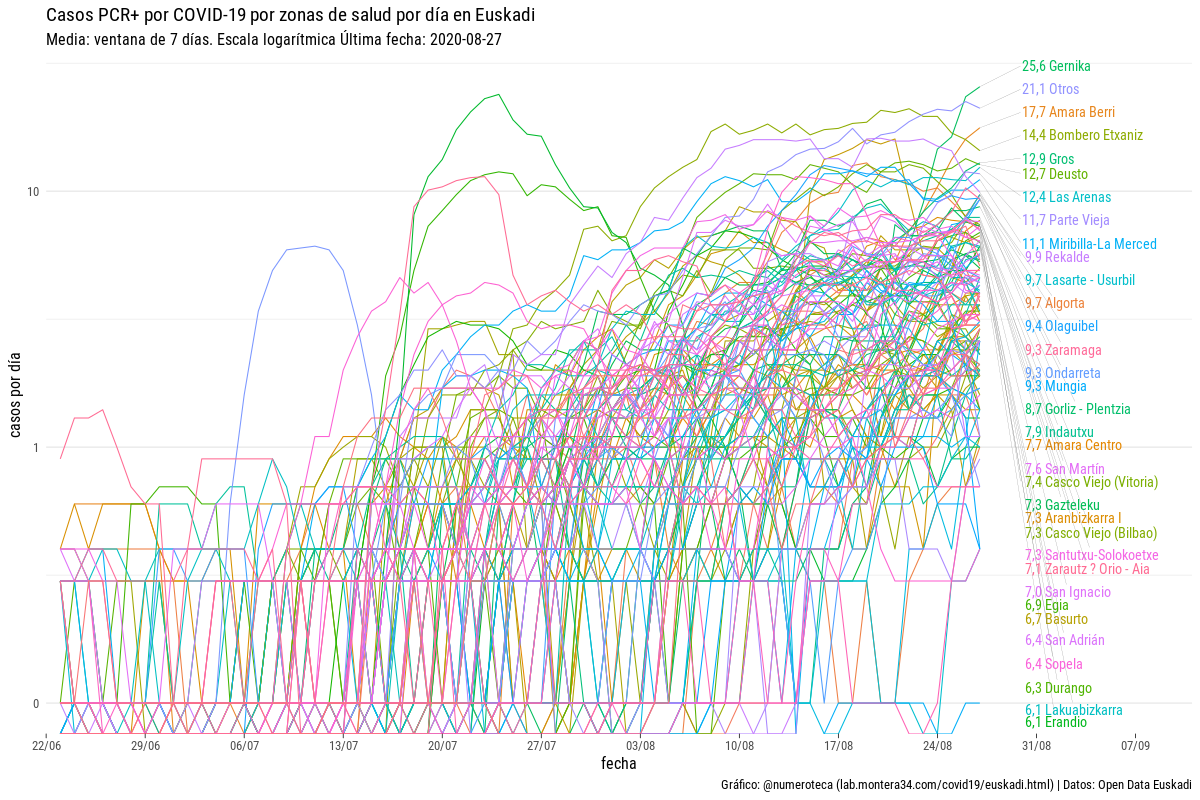 Casos PCR+ por COVID-19 por zonas de salud por día en Euskadi
Media: ventana de 7 días. Escala logarítmica Última fecha: 2020-08-27
25,6 Gernika
21,1 Otros
17,7 Amara Berri
14,4 Bombero Etxaniz
12,9 Gros
12,7 Deusto
12,4 Las Arenas
11,7 Parte Vieja
11,1 Miribilla-La Merced
9,9 Rekalde
9,7 Lasarte - Usurbil
9,7 Algorta
9,4 Olaguibel
9,3 Zaramaga
9,3 Ondarreta
9,3 Mungia
8,7 Gorliz - Plentzia
7,9 Indautxu
7,7 Amara Centro
7,6 San Martín
7,4 Casco Viejo (Vitoria)
7,3 Gazteleku
7,3 Aranbizkarra I
7,3 Casco Viejo (Bilbao)
7,3 Santutxu-Solokoetxe
7,1 Zarautz ? Orio - Aia
7,0 San Ignacio
6,9 Egia
6,7 Basurto
6,4 San Adrián
6,4 Sopela
6,3 Durango
6,1 Lakuabizkarra
6,1 Erandio
casos por día
10
1
0
22/06 29/06 06/07 13/07 20/07 27/07 03/08 10/08 17/08 24/08 31/08 07/09
fecha
Gráfico: @numeroteca (lab.montera34.com/covid19/euskadi.html) | Datos: Open Data Euskadi